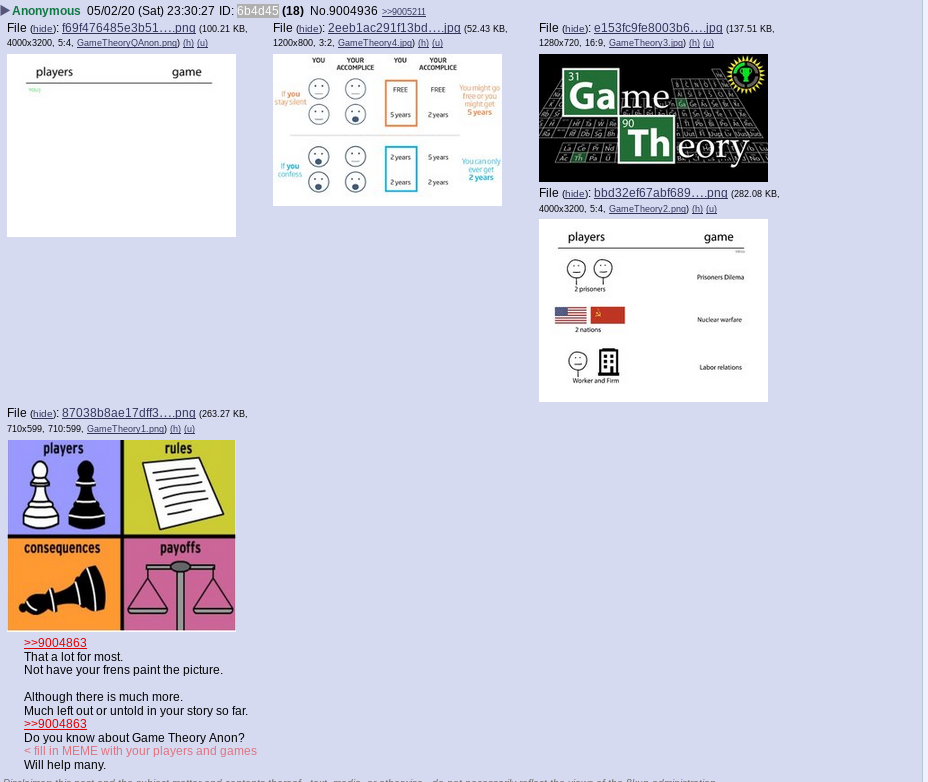 Anonymous 05/02/20 (Sat) 23:30:27 ID: 6b4d45 (18) No.9004936 >>9005211
File (hide): f69f476485e3b51….png (100.21 KB, 4000x3200, 5:4, GameTheoryQAnon.png) (h) (u)
players game
File (hide): 2eeb1ac291f13bd….jpg (52.43 KB, 1200x800, 3:2, GameTheory4.jpg) (h) (u)
YOU YOUR ACCOMPLICE YOU YOUR ACCOMPLICE
If you stay silent
FREE FREE
5 years 2 years
You might go free or you might get 5 years
If you confess
2 years 5 years
2 years 2 years
You can only ever get 2 years
File (hide): e153fc9fe8003b6….jpg (137.51 KB, 1280x720, 16:9, GameTheory3.jpg) (h) (u)
31
Game
90
Theory
File (hide): bbd32ef67abf689….png (282.08 KB, 4000x3200, 5:4, GameTheory2.png) (h) (u)
players game
2 prisoners
Prisoners Dilema
2 nations
Nuclear warfare
Worker and Firm
Labor relations
File (hide): 87038b8ae17dff3….png (263.27 KB, 710x599, 710:599, GameTheory1.png) (h) (u)
players rules
consequences payoffs
>>9004863
That a lot for most.
Not have your frens paint the picture.
Although there is much more.
Much left out or untold in your story so far.
>>9004863
Do you know about Game Theory Anon?
< fill in MEME with your players and games
Will help many.